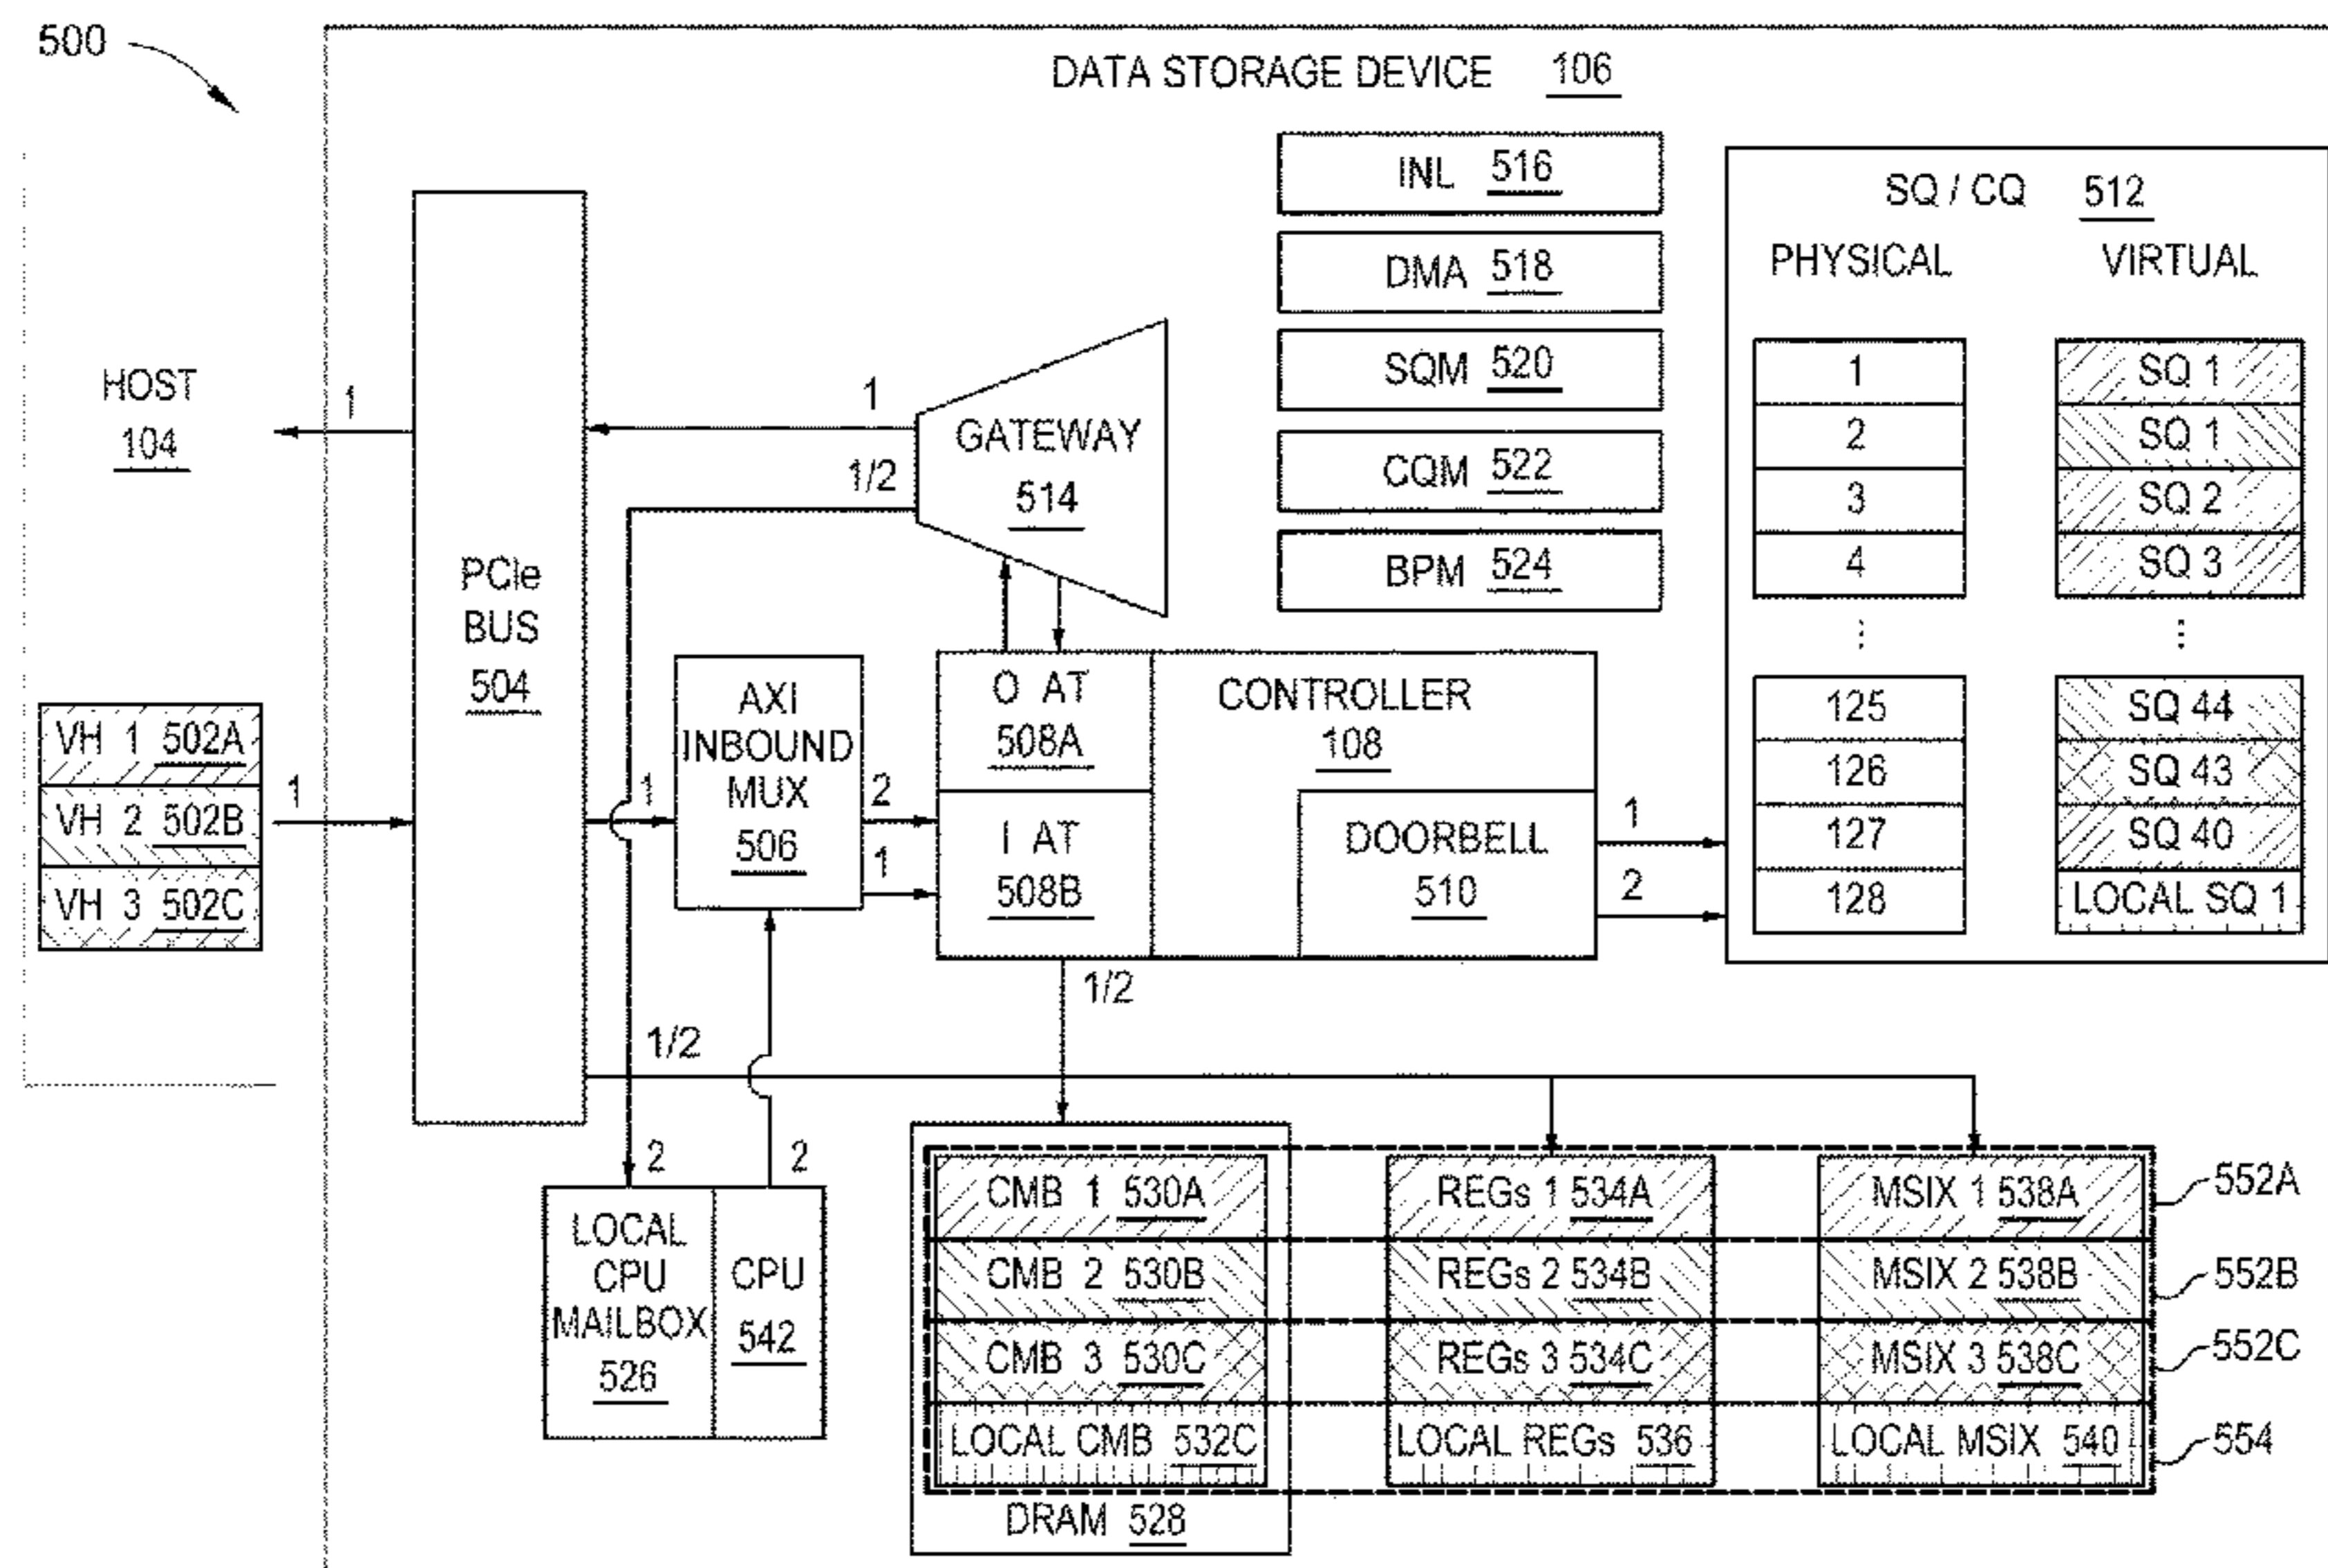 500
DATA STORAGE DEVICE 106
HOST
104
VH 1 502A
VH 2 502B
VH 3 502C
1
1
PCIe
BUS
504
1
1/2
GATEWAY
514
INL 516
DMA 518
SQM 520
CQM 522
BPM 524
SQ / CQ 512
PHYSICAL VIRTUAL
1 SQ 1
2 SQ 1
3 SQ 2
4 SQ 3
⋮ ⋮
125 SQ 44
126 SQ 43
127 SQ 40
128 LOCAL SQ 1
1
AXI
INBOUND
MUX
506
2
1
O AT
508A
I AT
508B
CONTROLLER
108
DOORBELL
510
1
2
1/2
1/2
2
2
LOCAL
CPU
MAILBOX
526
CPU
542
CMB 1 530A REGs 1 534A MSIX 1 538A 552A
CMB 2 530B REGs 2 534B MSIX 2 538B 552B
CMB 3 530C REGs 3 534C MSIX 3 538C 552C
LOCAL CMB 532C LOCAL REGs 536 LOCAL MSIX 540 554
DRAM 528